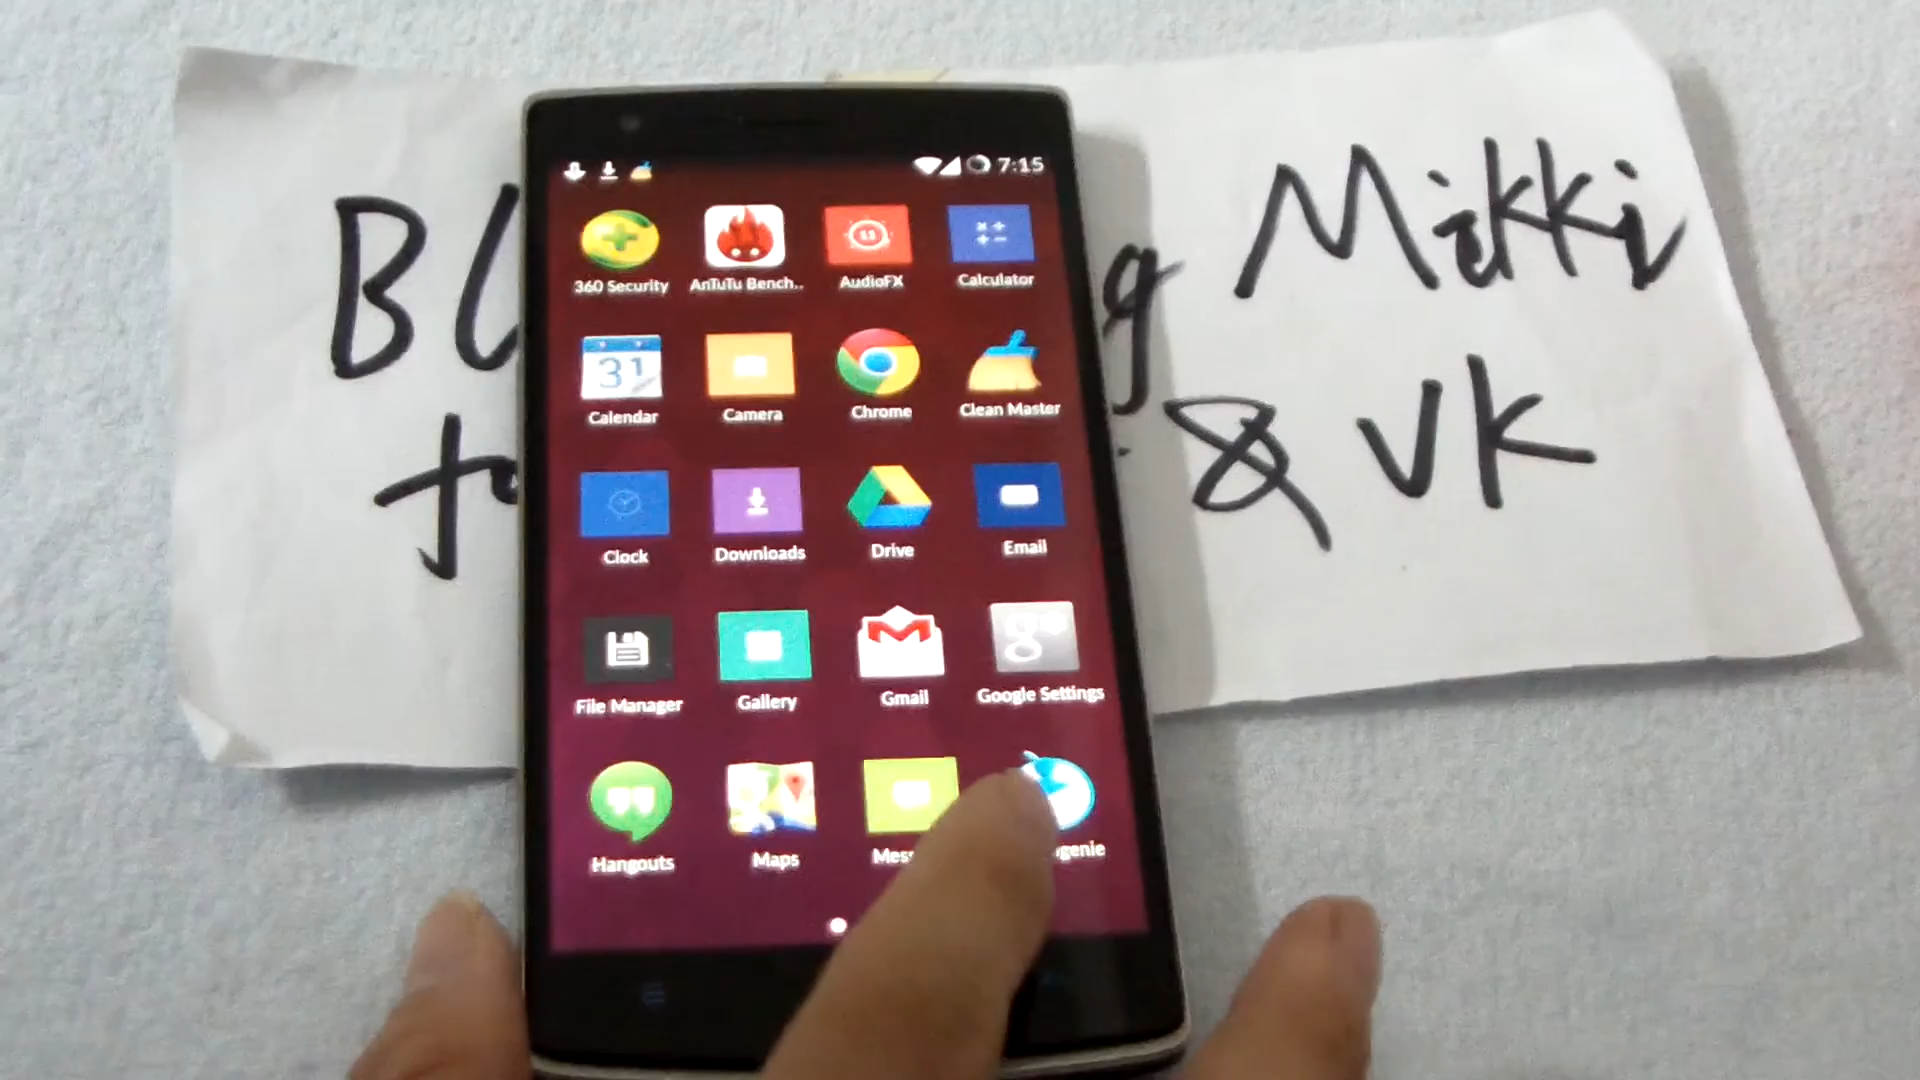 Mikki
& VK
7:15
360 Security
AnTuTu Bench..
AudioFX
Calculator
31
Calendar
Camera
Chrome
Clean Master
Clock
Downloads
Drive
Email
File Manager
Gallery
Gmail
Google Settings
Hangouts
Maps